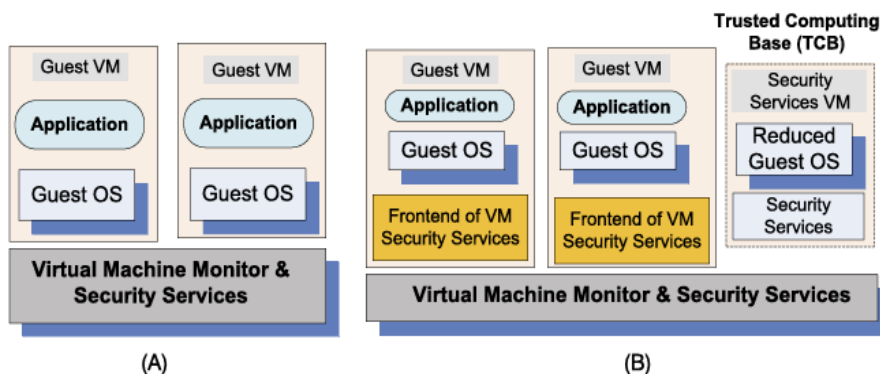 Guest VM
Application
Guest OS
Guest VM
Application
Guest OS
Virtual Machine Monitor &
Security Services
(A)
Guest VM
Application
Guest OS
Frontend of VM
Security Services
Guest VM
Application
Guest OS
Frontend of VM
Security Services
Trusted Computing
Base (TCB)
Security
Services VM
Reduced
Guest OS
Security
Services
Virtual Machine Monitor & Security Services
(B)